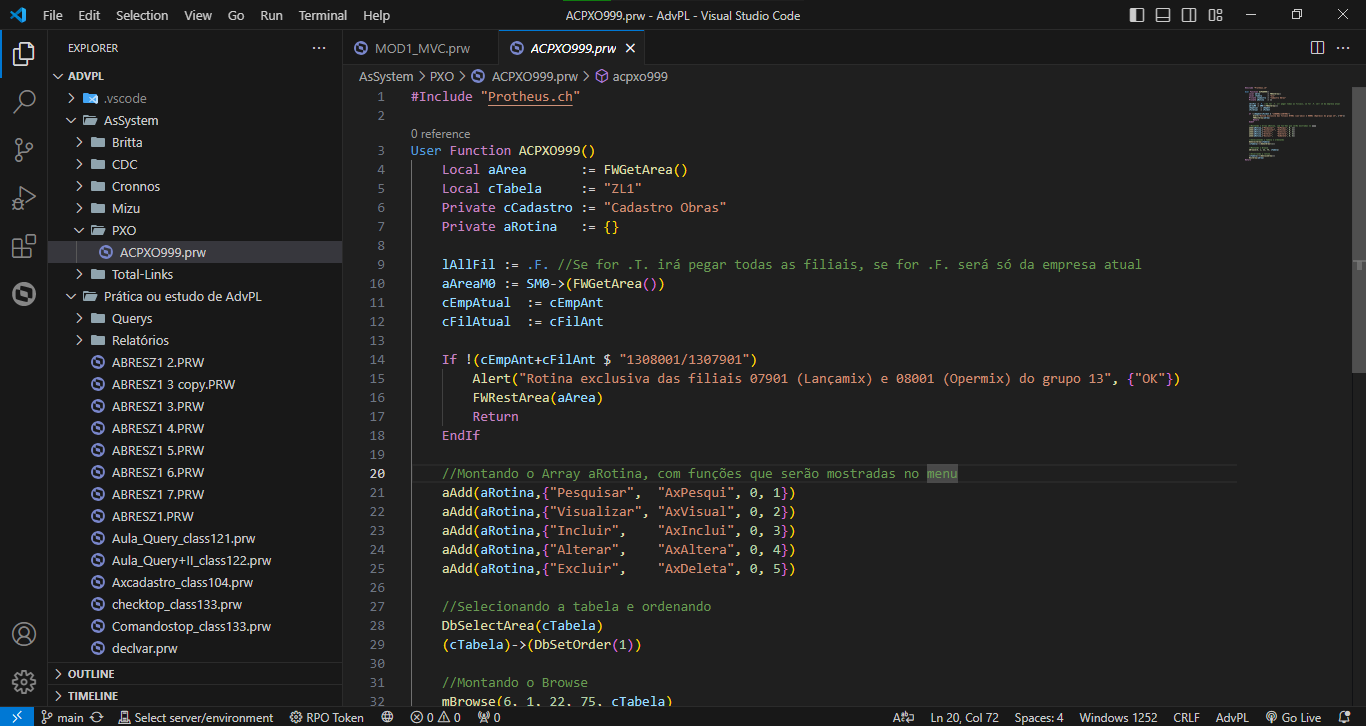 File Edit Selection View Go Run Terminal Help
ACPXO999.prw - AdvPL - Visual Studio Code
EXPLORER
ADVPL
.vscode
AsSystem
Britta
CDC
Cronnos
Mizu
PXO
ACPXO999.prw
Total-Links
Prática ou estudo de AdvPL
Querys
Relatórios
ABRESZ1 2.PRW
ABRESZ1 3 copy.PRW
ABRESZ1 3.PRW
ABRESZ1 4.PRW
ABRESZ1 5.PRW
ABRESZ1 6.PRW
ABRESZ1 7.PRW
ABRESZ1.PRW
Aula_Query_class121.prw
Aula_Query+II_class122.prw
Axcadastro_class104.prw
checktop_class133.prw
Comandostop_class133.prw
declvar.prw
OUTLINE
TIMELINE
MOD1_MVC.prw ACPXO999.prw
AsSystem > PXO > ACPXO999.prw > acpxo999
1 #Include "Protheus.ch"
2
0 reference
3 User Function ACPXO999()
4 Local aArea := FWGetArea()
5 Local cTabela := "ZL1"
6 Private cCadastro := "Cadastro Obras"
7 Private aRotina := {}
8
9 lAllFil := .F. //Se for .T. irá pegar todas as filiais, se for .F. será só da empresa atual
10 aAreaM0 := SM0->(FWGetArea())
11 cEmpAtual := cEmpAnt
12 cFilAtual := cFilAnt
13
14 If !(cEmpAnt+cFilAnt $ "1308001/1307901")
15 Alert("Rotina exclusiva das filiais 07901 (Lançamix) e 08001 (Opermix) do grupo 13", {"OK"})
16 FWRestArea(aArea)
17 Return
18 EndIf
19
20 //Montando o Array aRotina, com funções que serão mostradas no menu
21 aAdd(aRotina,{"Pesquisar", "AxPesqui", 0, 1})
22 aAdd(aRotina,{"Visualizar", "AxVisual", 0, 2})
23 aAdd(aRotina,{"Incluir", "AxInclui", 0, 3})
24 aAdd(aRotina,{"Alterar", "AxAltera", 0, 4})
25 aAdd(aRotina,{"Excluir", "AxDeleta", 0, 5})
26
27 //Selecionando a tabela e ordenando
28 DbSelectArea(cTabela)
29 (cTabela)->(DbSetOrder(1))
30
31 //Montando o Browse
32 mBrowse(6, 1, 22, 75, cTabela)
main Select server/environment RPO Token 0 0 0 Ln 20, Col 72 Spaces: 4 Windows 1252 CRLF AdvPL Go Live